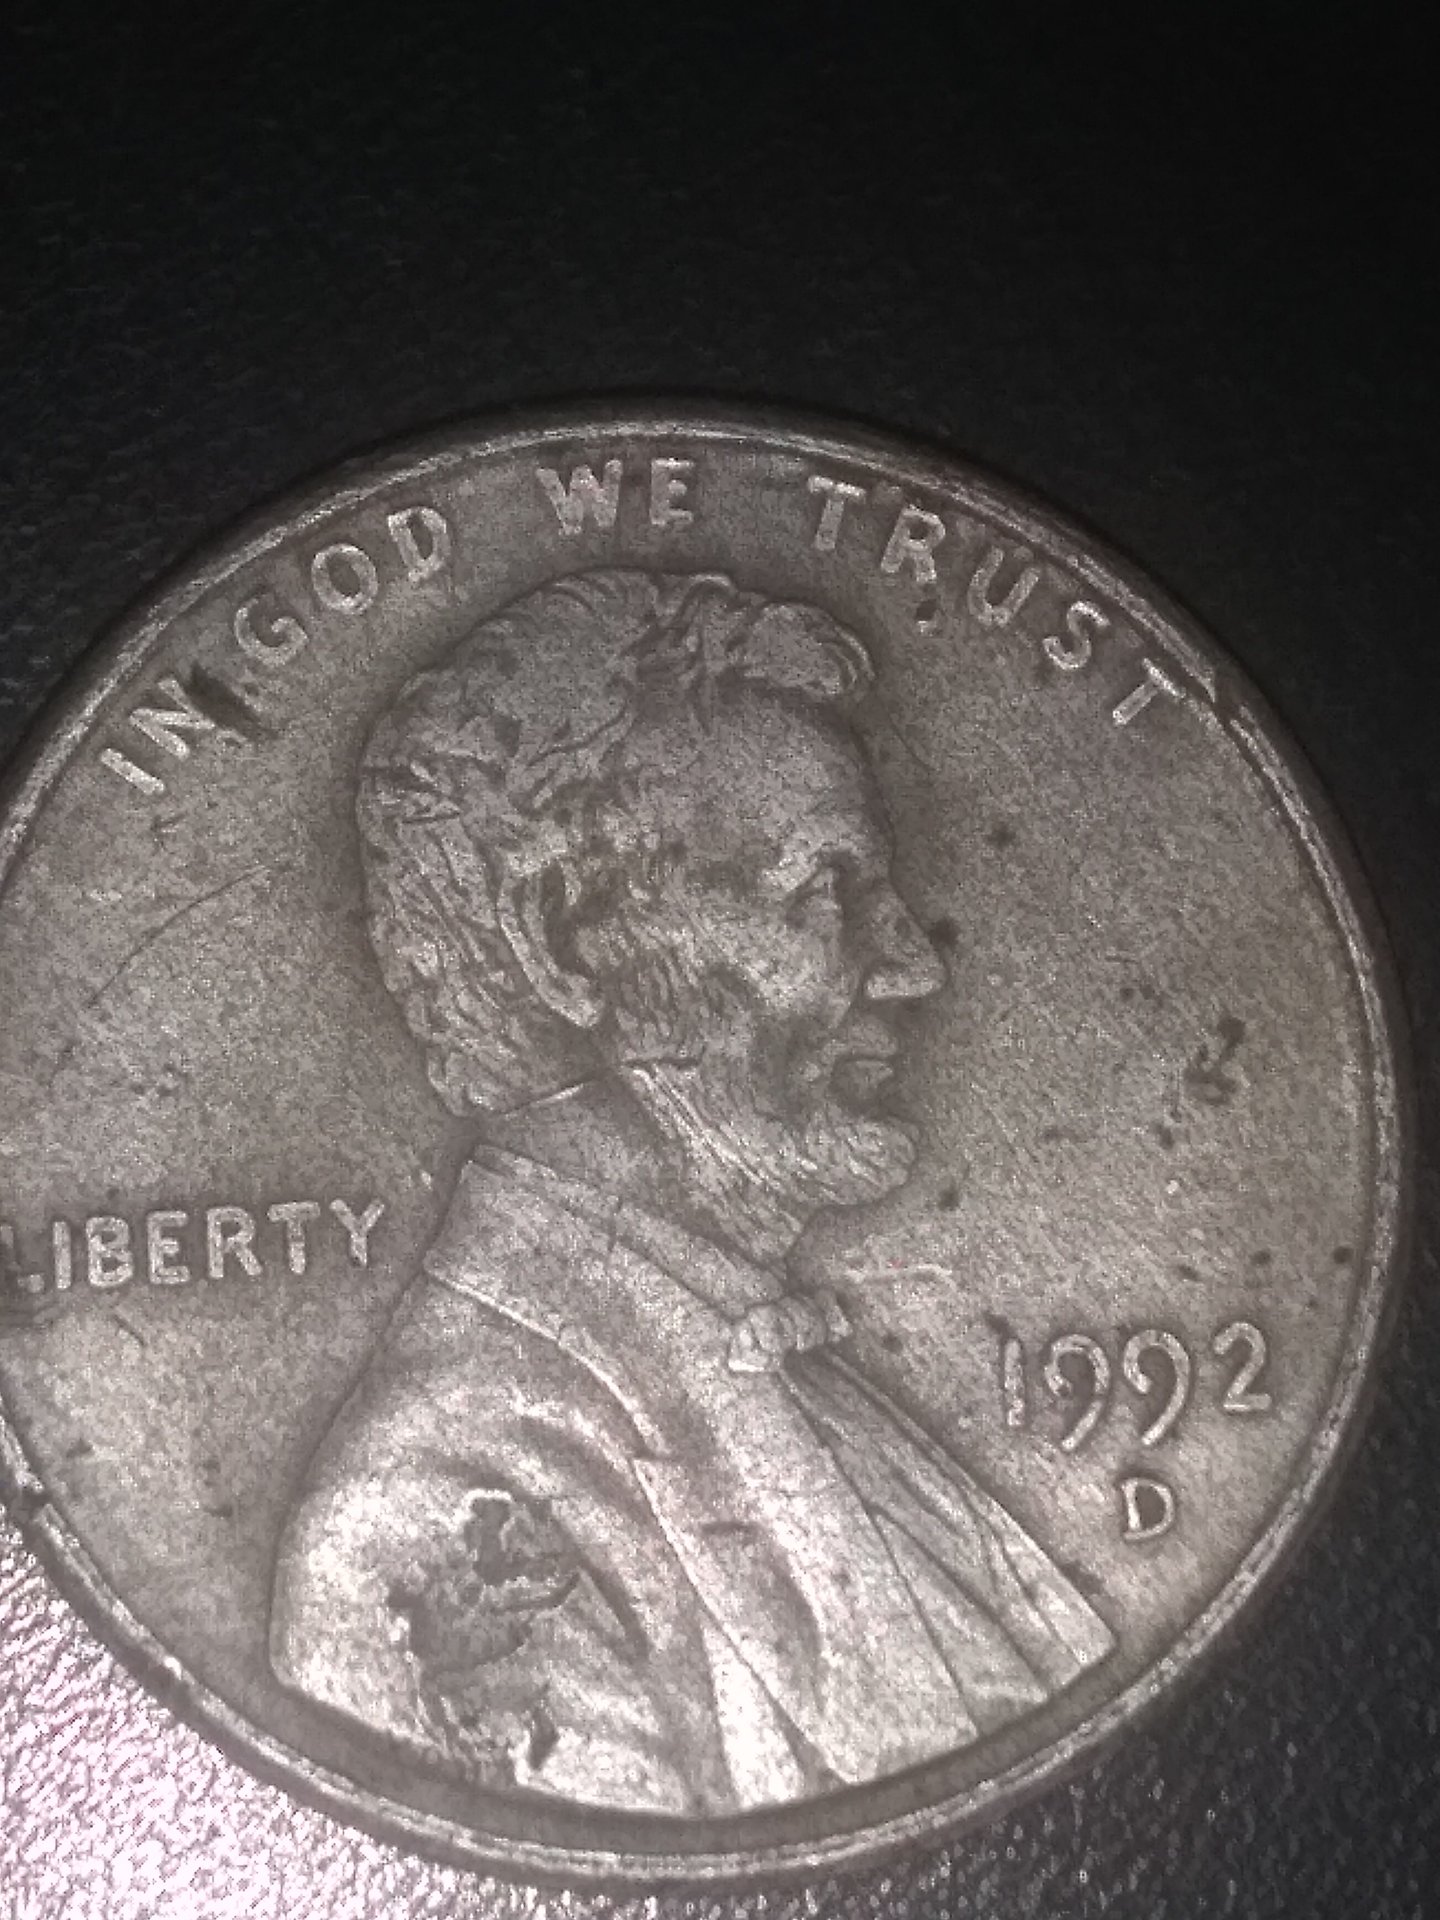 IN GOD WE TRUST
LIBERTY
1992
D